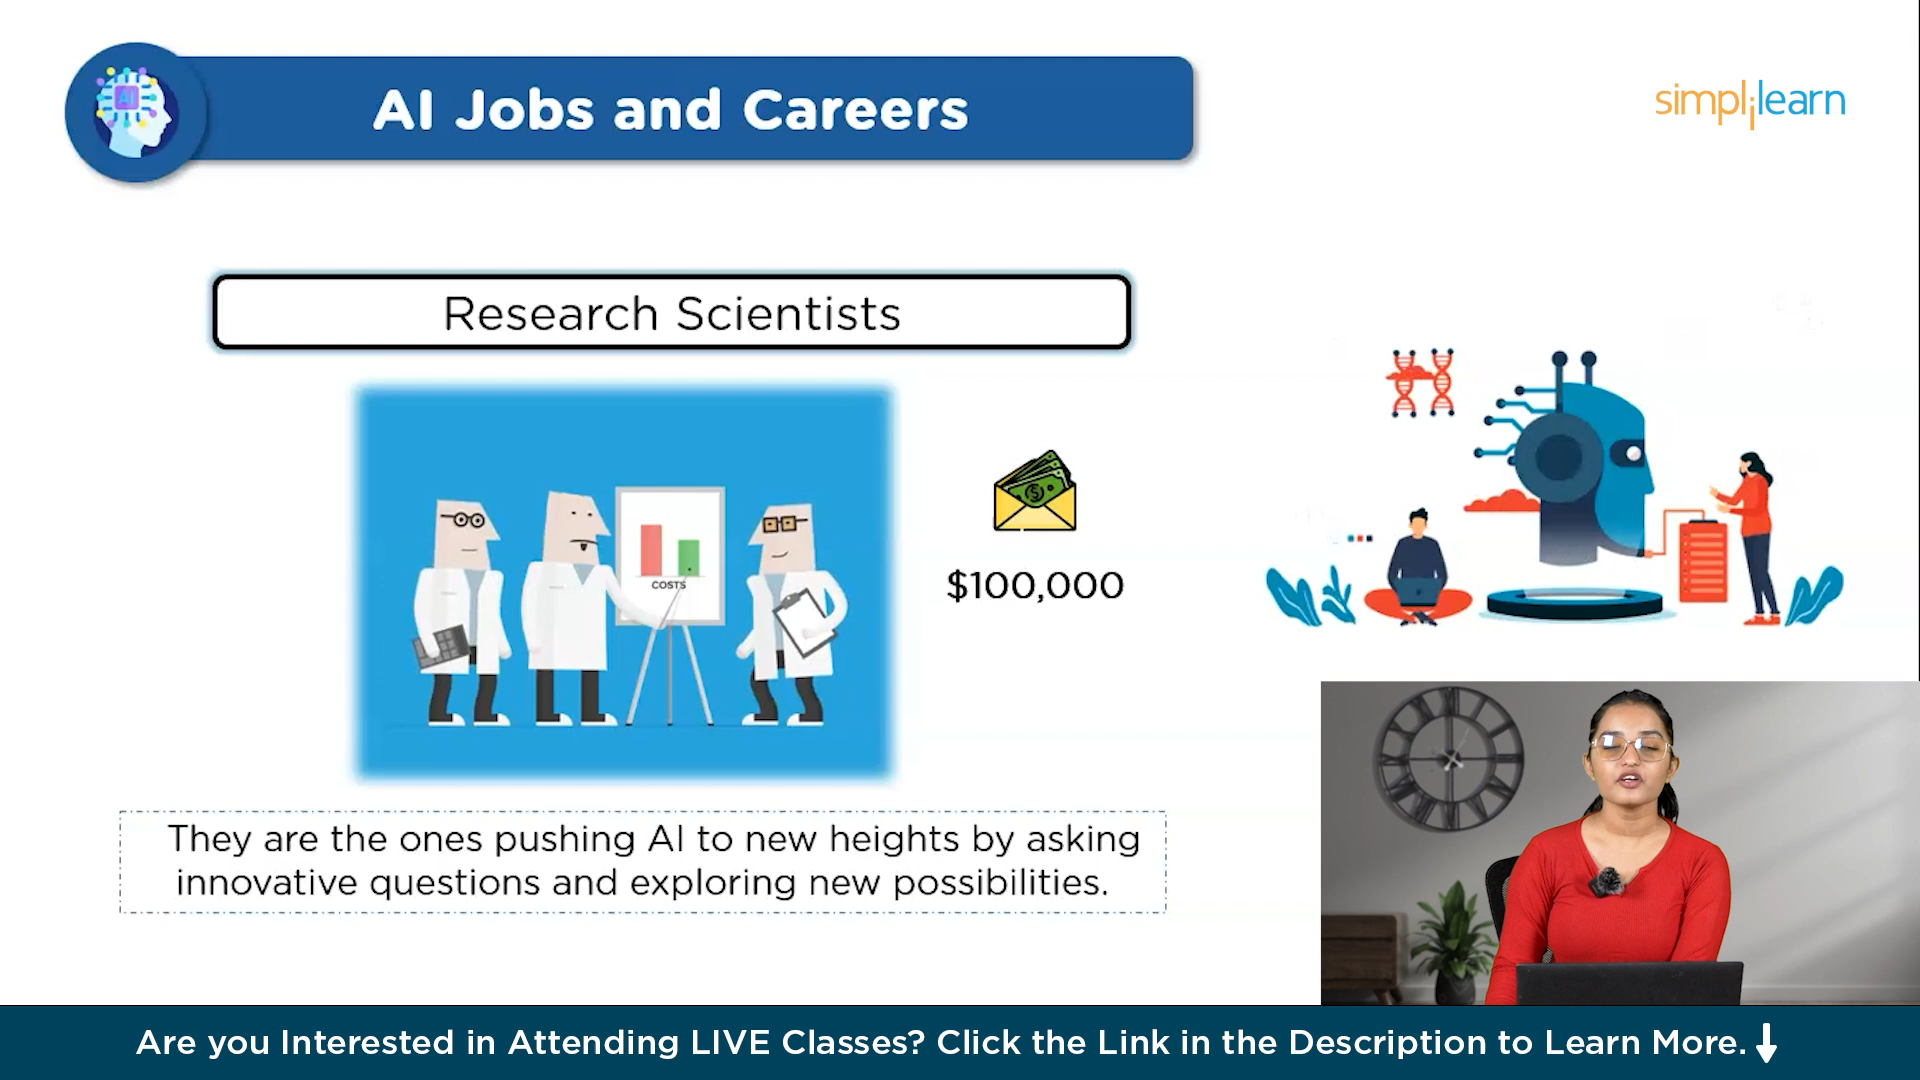 AI Jobs and Careers
simplilearn
Research Scientists
AI
COSTS
$100,000
They are the ones pushing AI to new heights by asking
innovative questions and exploring new possibilities.
Are you Interested in Attending LIVE Classes? Click the Link in the Description to Learn More.